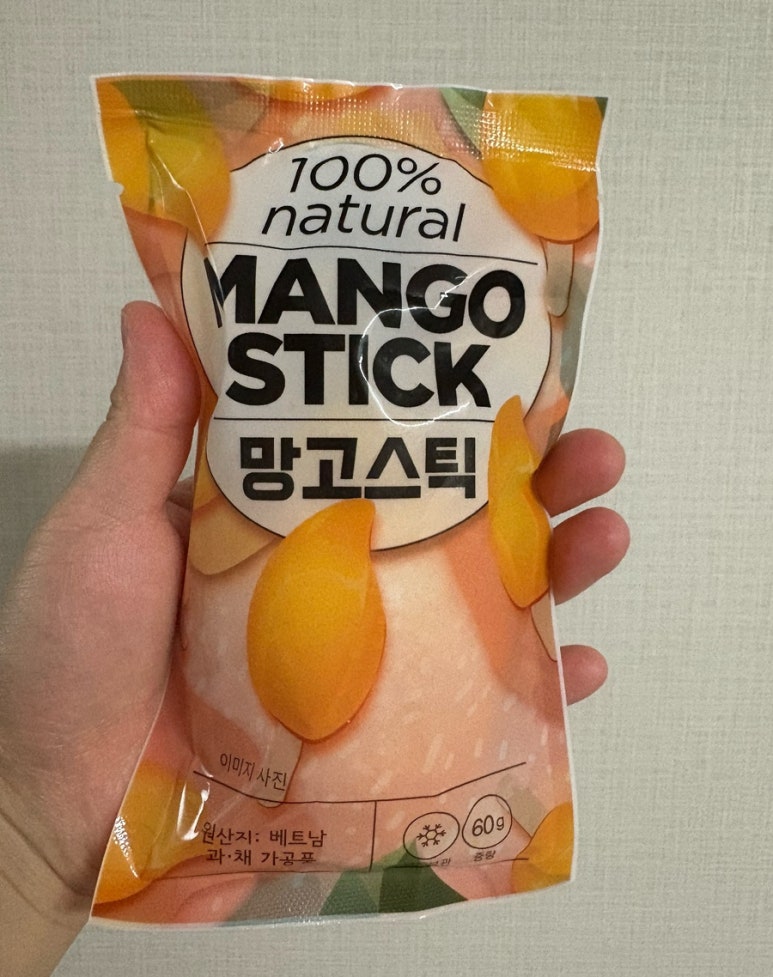 100%
natural
MANGO
STICK
망고스틱
이미지 사진
원산지: 베트남
과·채 가공품
60g
중량